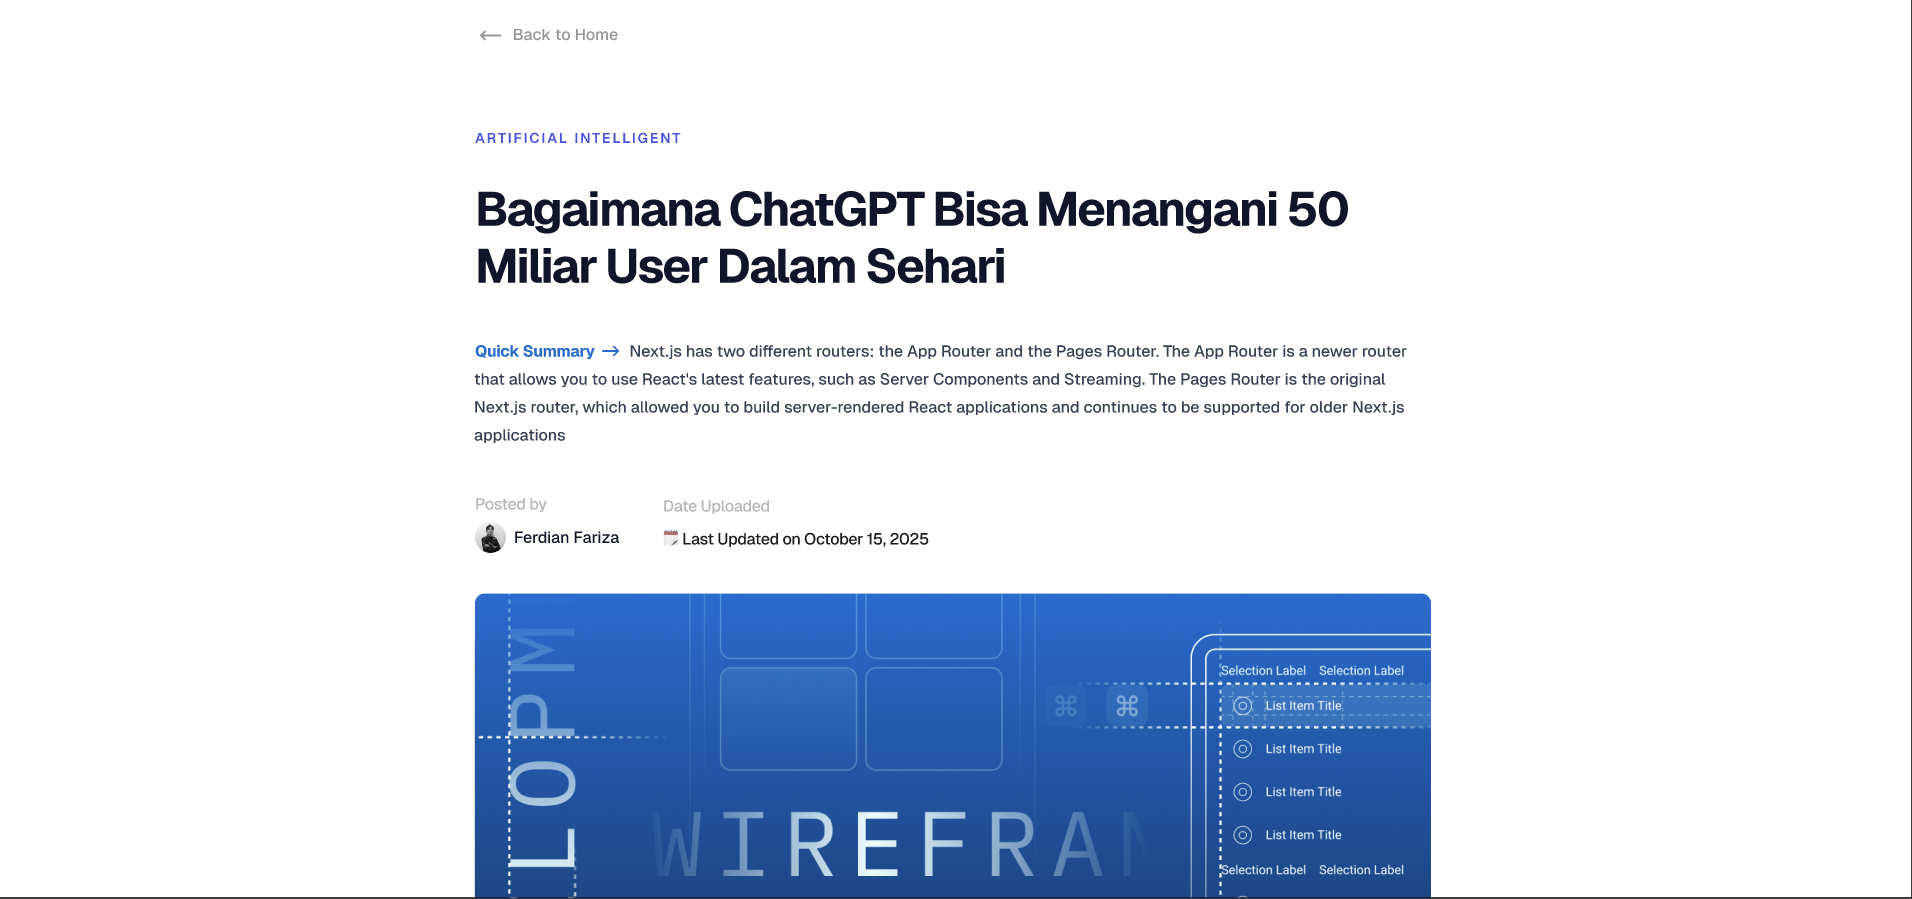 Back to Home
ARTIFICIAL INTELLIGENT
Bagaimana ChatGPT Bisa Menangani 50
Miliar User Dalam Sehari
Quick Summary → Next.js has two different routers: the App Router and the Pages Router. The App Router is a newer router
that allows you to use React's latest features, such as Server Components and Streaming. The Pages Router is the original
Next.js router, which allowed you to build server-rendered React applications and continues to be supported for older Next.js
applications
Posted by
Ferdian Fariza
Date Uploaded
Last Updated on October 15, 2025
LOPM
WIREFRAM
Selection Label Selection Label
List Item Title
List Item Title
List Item Title
List Item Title
Selection Label Selection Label